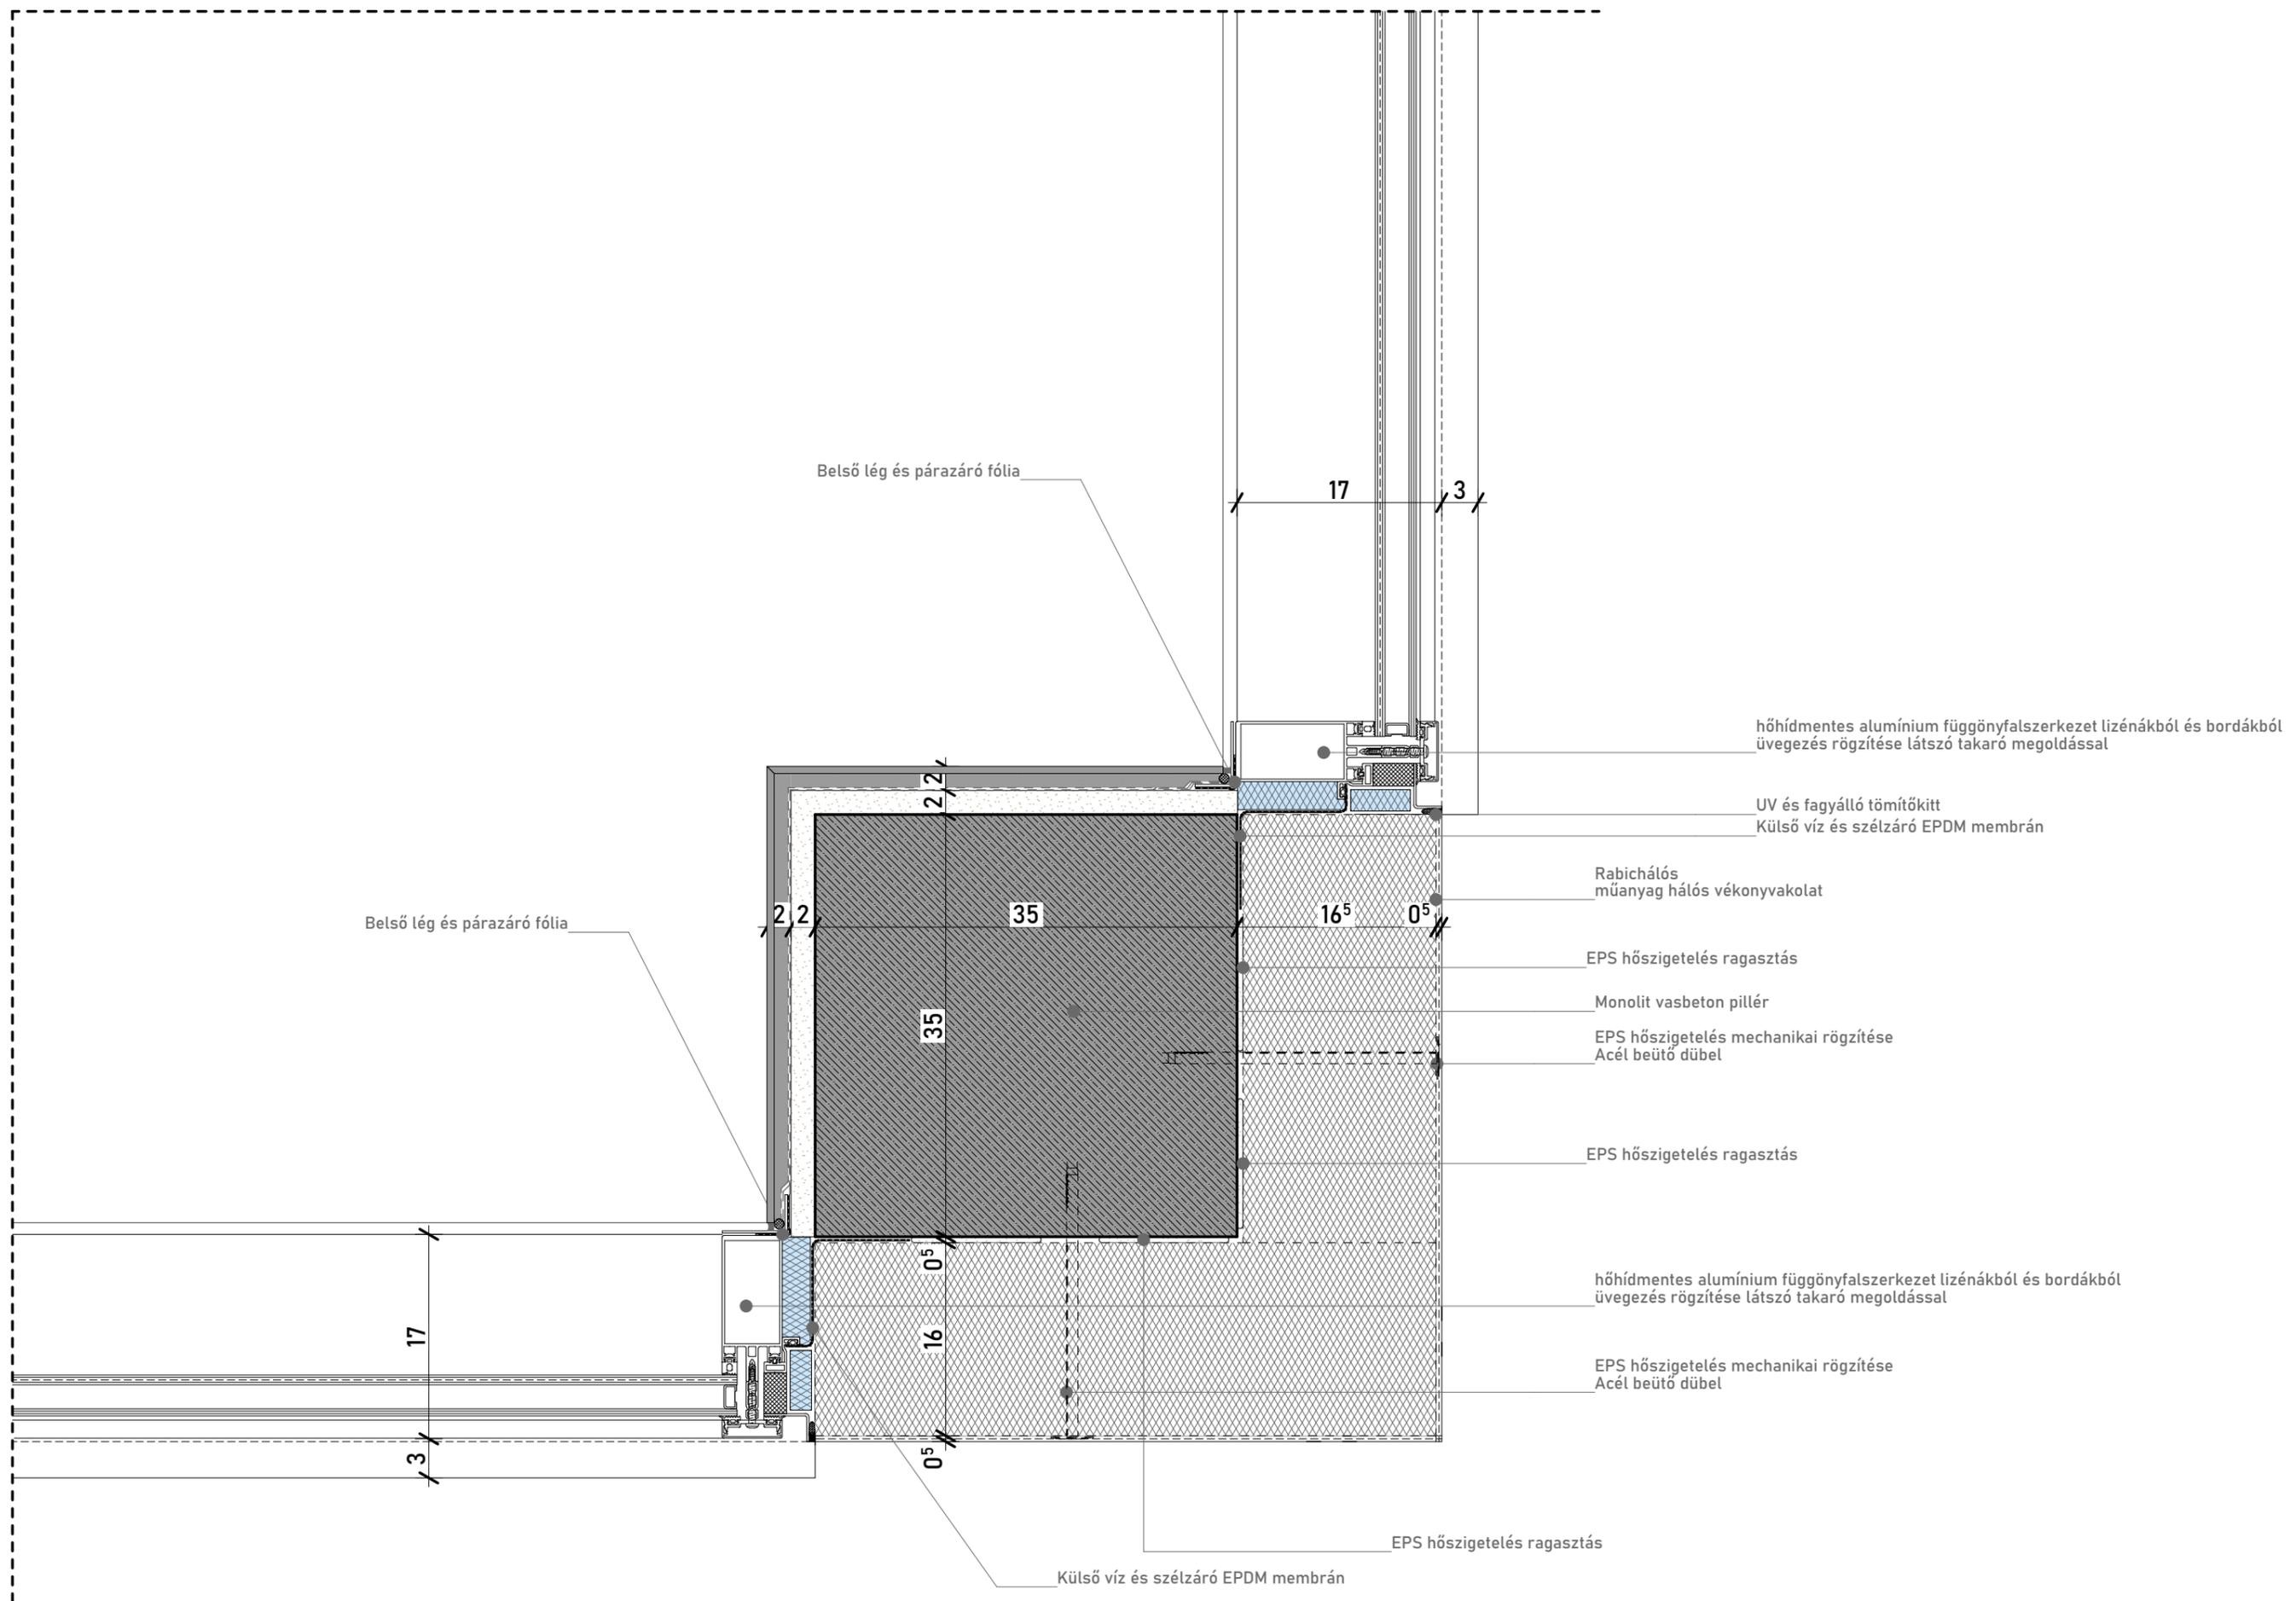 Belső lég és párazáró fólia
17
3
hőhídmentes alumínium függönyfalszerkezet lizénákból és bordákból
üvegezés rögzítése látszó takaró megoldással
2
2
UV és fagyálló tömítőkitt
Külső víz és szélzáró EPDM membrán
Rabichálós
műanyag hálós vékonyvakolat
Belső lég és párazáró fólia
2
2
35
16⁵
0⁵
EPS hőszigetelés ragasztás
Monolit vasbeton pillér
35
EPS hőszigetelés mechanikai rögzítése
Acél beütő dübel
EPS hőszigetelés ragasztás
0⁵
hőhídmentes alumínium függönyfalszerkezet lizénákból és bordákból
üvegezés rögzítése látszó takaró megoldással
17
16
EPS hőszigetelés mechanikai rögzítése
Acél beütő dübel
3
0⁵
EPS hőszigetelés ragasztás
Külső víz és szélzáró EPDM membrán